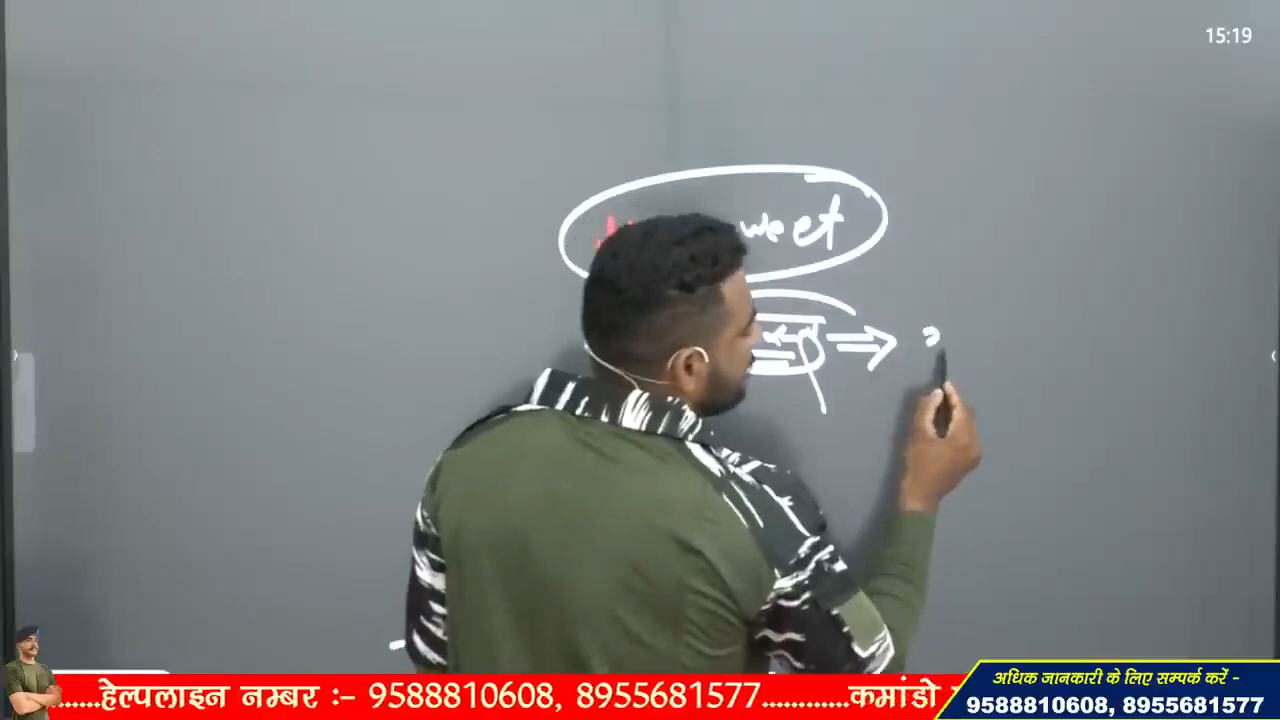 15:19
weet
अधिक जानकारी के लिए सम्पर्क करें -
......हेल्पलाइन नम्बर :- 9588810608, 8955681577............कमांडो
9588810608, 8955681577